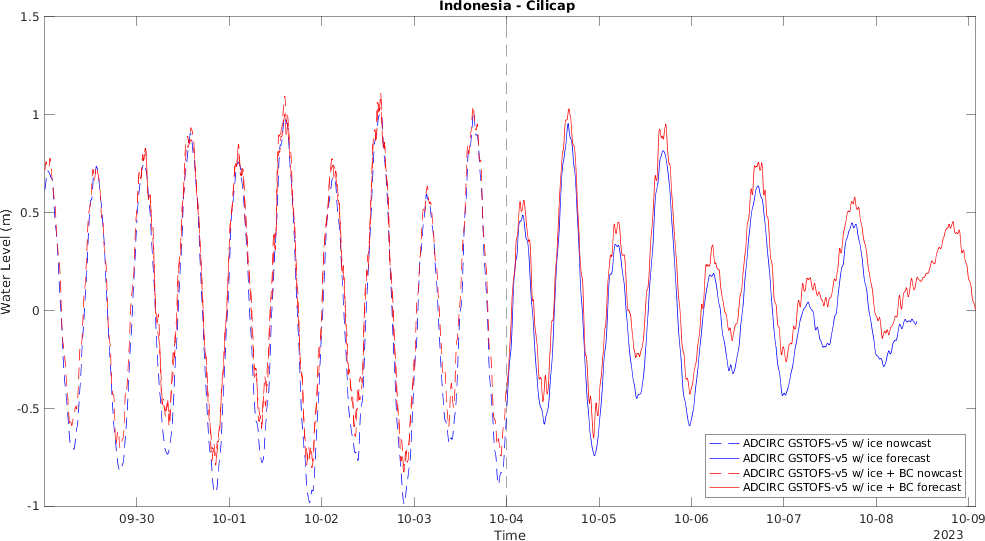 Indonesia - Cilicap
1.5
1
0.5
0
-0.5
-1
Water Level (m)
09-30
10-01
10-02
10-03
10-04
10-05
10-06
10-07
10-08
10-09
Time
2023
ADCIRC GSTOFS-v5 w/ ice nowcast
ADCIRC GSTOFS-v5 w/ ice forecast
ADCIRC GSTOFS-v5 w/ ice + BC nowcast
ADCIRC GSTOFS-v5 w/ ice + BC forecast